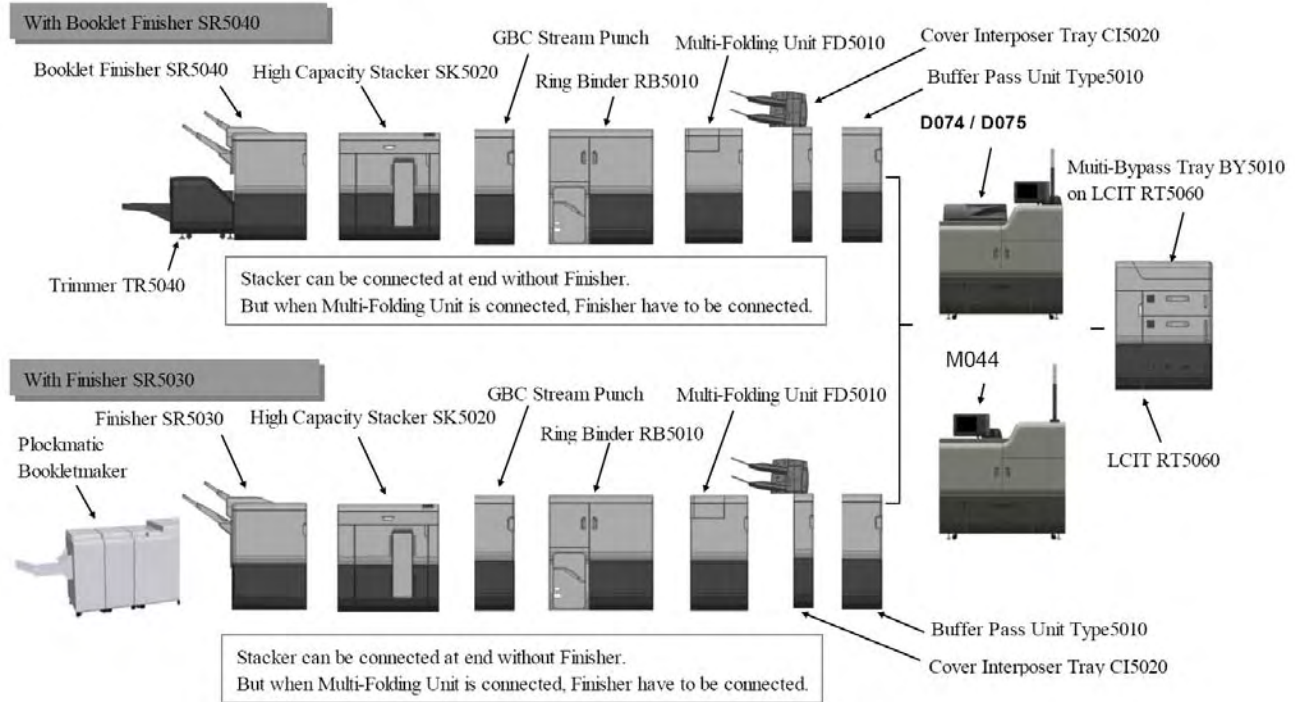 With Booklet Finisher SR5040
GBC Stream Punch
Multi-Folding Unit FD5010
Cover Interposer Tray CI5020
Booklet Finisher SR5040
High Capacity Stacker SK5020
Ring Binder RB5010
Buffer Pass Unit Type5010
D074 / D075
Muiti-Bypass Tray BY5010
on LCIT RT5060
Trimmer TR5040
Stacker can be connected at end without Finisher.
But when Multi-Folding Unit is connected, Finisher have to be connected.
M044
With Finisher SR5030
GBC Stream Punch
Multi-Folding Unit FD5010
Finisher SR5030
High Capacity Stacker SK5020
Ring Binder RB5010
Plockmatic
Bookletmaker
LCIT RT5060
Buffer Pass Unit Type5010
Cover Interposer Tray CI5020
Stacker can be connected at end without Finisher.
But when Multi-Folding Unit is connected, Finisher have to be connected.